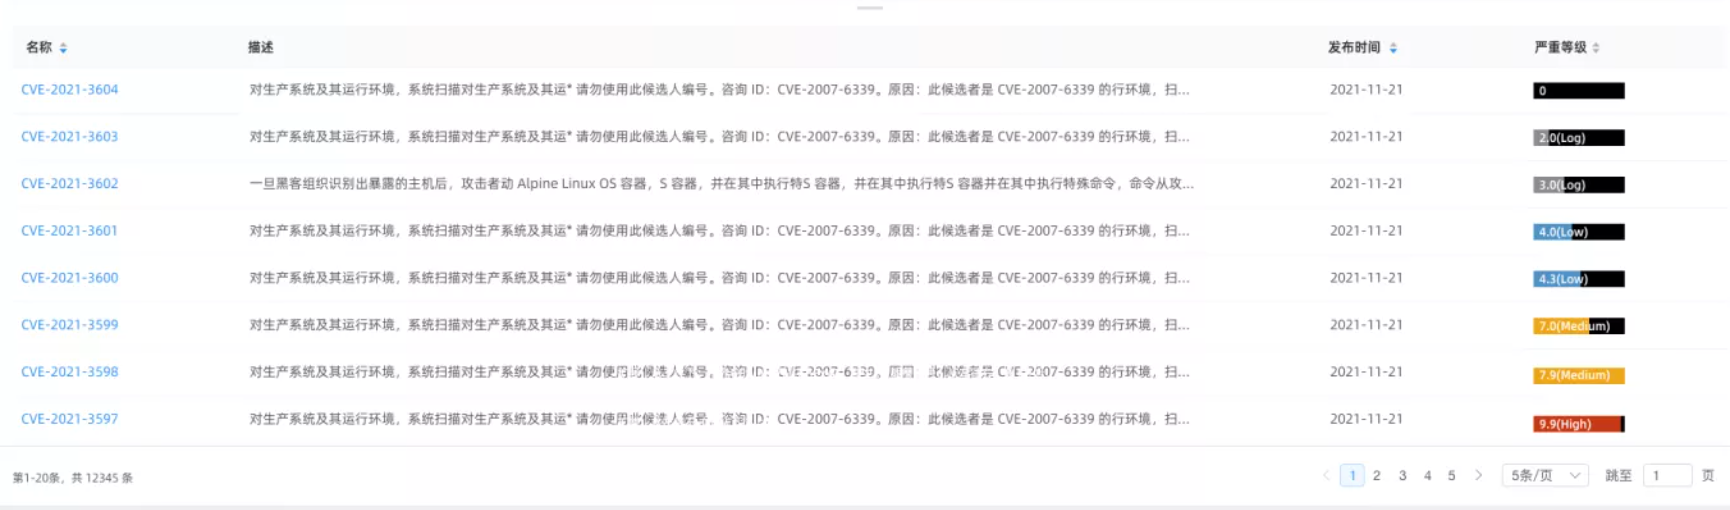 名称 描述 发布时间 严重等级
CVE-2021-3604 对生产系统及其运行环境，系统扫描对生产系统及其运* 请勿使用此候选人编号。咨询 ID：CVE-2007-6339。原因：此候选者是 CVE-2007-6339 的行环境，扫... 2021-11-21 0
CVE-2021-3603 对生产系统及其运行环境，系统扫描对生产系统及其运* 请勿使用此候选人编号。咨询 ID：CVE-2007-6339。原因：此候选者是 CVE-2007-6339 的行环境，扫... 2021-11-21 2.0(Log)
CVE-2021-3602 一旦黑客组织识别出暴露的主机后，攻击者动 Alpine Linux OS 容器，S 容器，并在其中执行特S 容器，并在其中执行特S 容器并在其中执行特殊命令，命令从攻... 2021-11-21 3.0(Log)
CVE-2021-3601 对生产系统及其运行环境，系统扫描对生产系统及其运* 请勿使用此候选人编号。咨询 ID：CVE-2007-6339。原因：此候选者是 CVE-2007-6339 的行环境，扫... 2021-11-21 4.0(Low)
CVE-2021-3600 对生产系统及其运行环境，系统扫描对生产系统及其运* 请勿使用此候选人编号。咨询 ID：CVE-2007-6339。原因：此候选者是 CVE-2007-6339 的行环境，扫... 2021-11-21 4.3(Low)
CVE-2021-3599 对生产系统及其运行环境，系统扫描对生产系统及其运* 请勿使用此候选人编号。咨询 ID：CVE-2007-6339。原因：此候选者是 CVE-2007-6339 的行环境，扫... 2021-11-21 7.0(Medium)
CVE-2021-3598 对生产系统及其运行环境，系统扫描对生产系统及其运* 请勿使用此候选人编号。咨询 ID：CVE-2007-6339。原因：此候选者是 CVE-2007-6339 的行环境，扫... 2021-11-21 7.9(Medium)
CVE-2021-3597 对生产系统及其运行环境，系统扫描对生产系统及其运* 请勿使用此候选人编号。咨询 ID：CVE-2007-6339。原因：此候选者是 CVE-2007-6339 的行环境，扫... 2021-11-21 9.9(High)
第1-20条，共 12345 条 1 2 3 4 5 5条/页 跳至 1 页